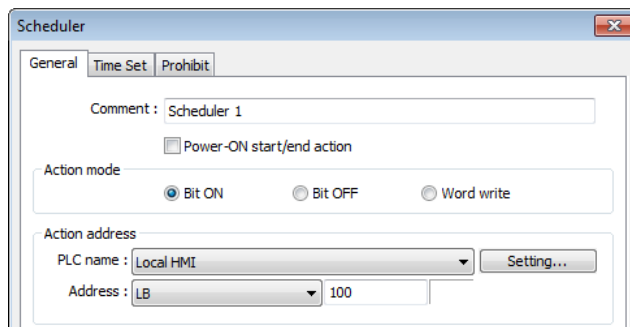 Scheduler
General Time Set Prohibit
Comment : Scheduler 1
Power-ON start/end action
Action mode
Bit ON Bit OFF Word write
Action address
PLC name : Local HMI Setting...
Address : LB 100